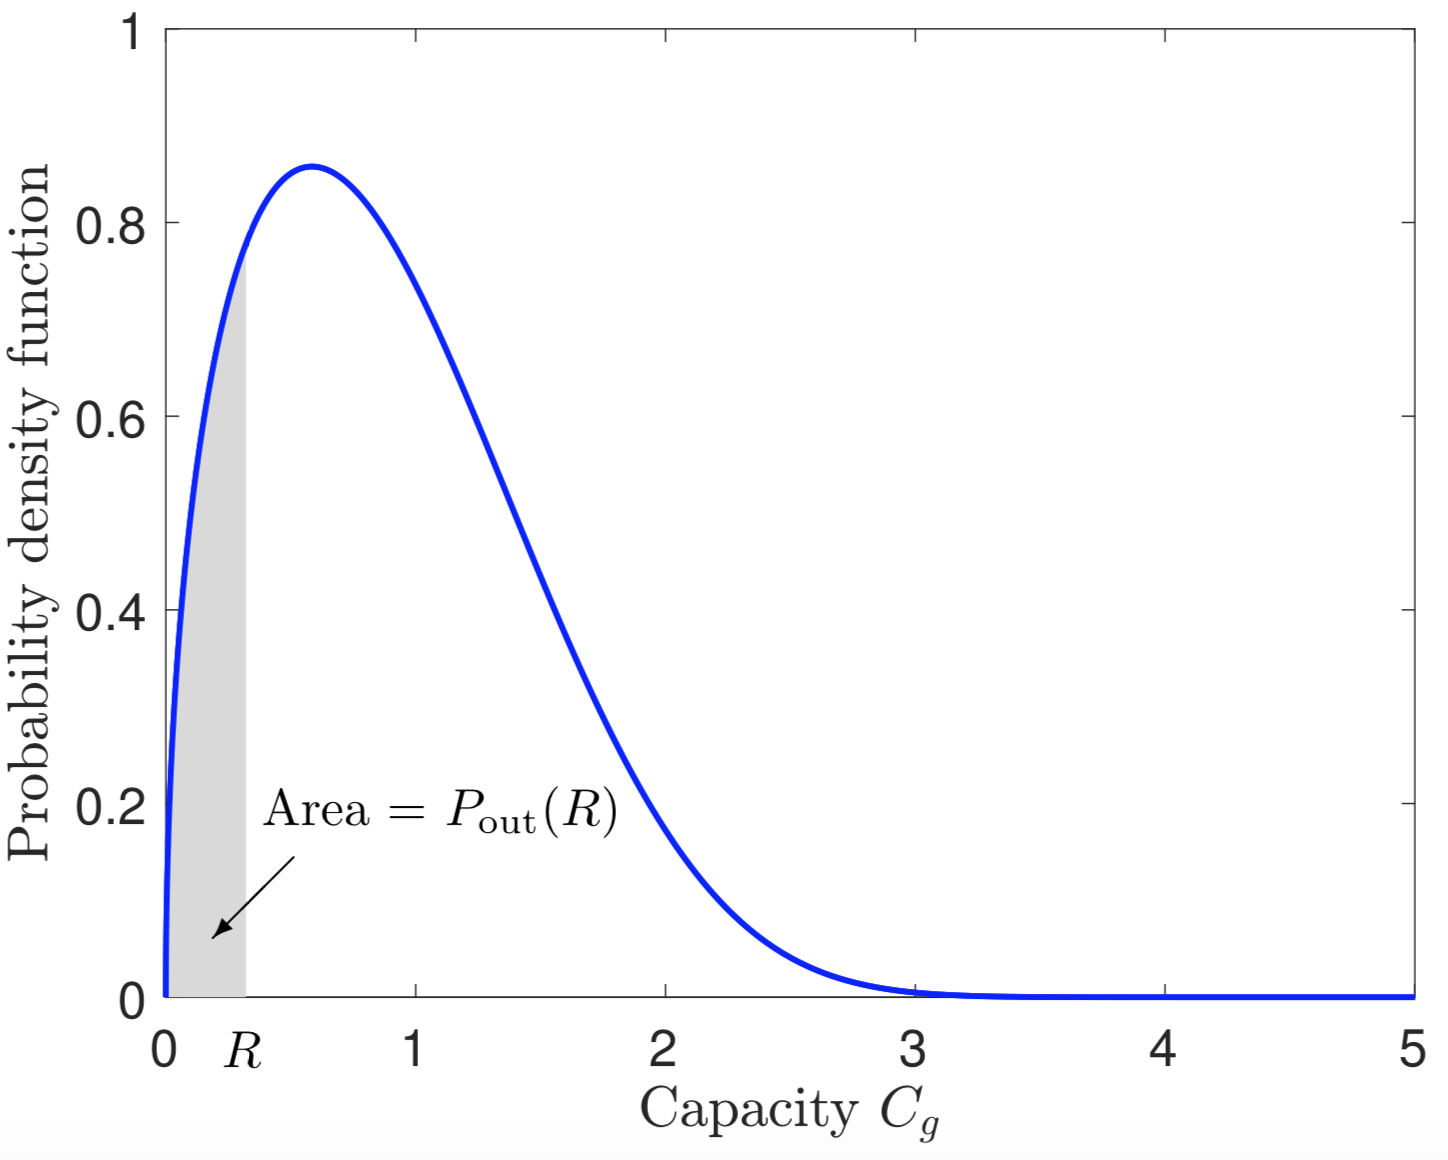 1
0.8
0.6
0.4
0.2
0
Probability density function
Area = P_out(R)
0 R 1 2 3 4 5
Capacity C_g